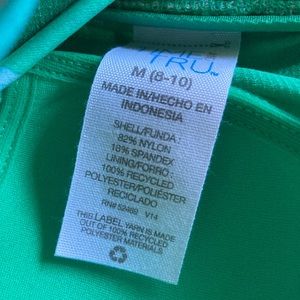 TRU™
M (8-10)
MADE IN/HECHO EN
INDONESIA
SHELL/FUNDA :
82% NYLON
18% SPANDEX
LINING/FORRO :
100% RECYCLED
POLYESTER/POLIÉSTER
RECICLADO
RN# 52469 V14
THIS LABEL YARN IS MADE
OUT OF 100% RECYCLED
POLYESTER MATERIALS